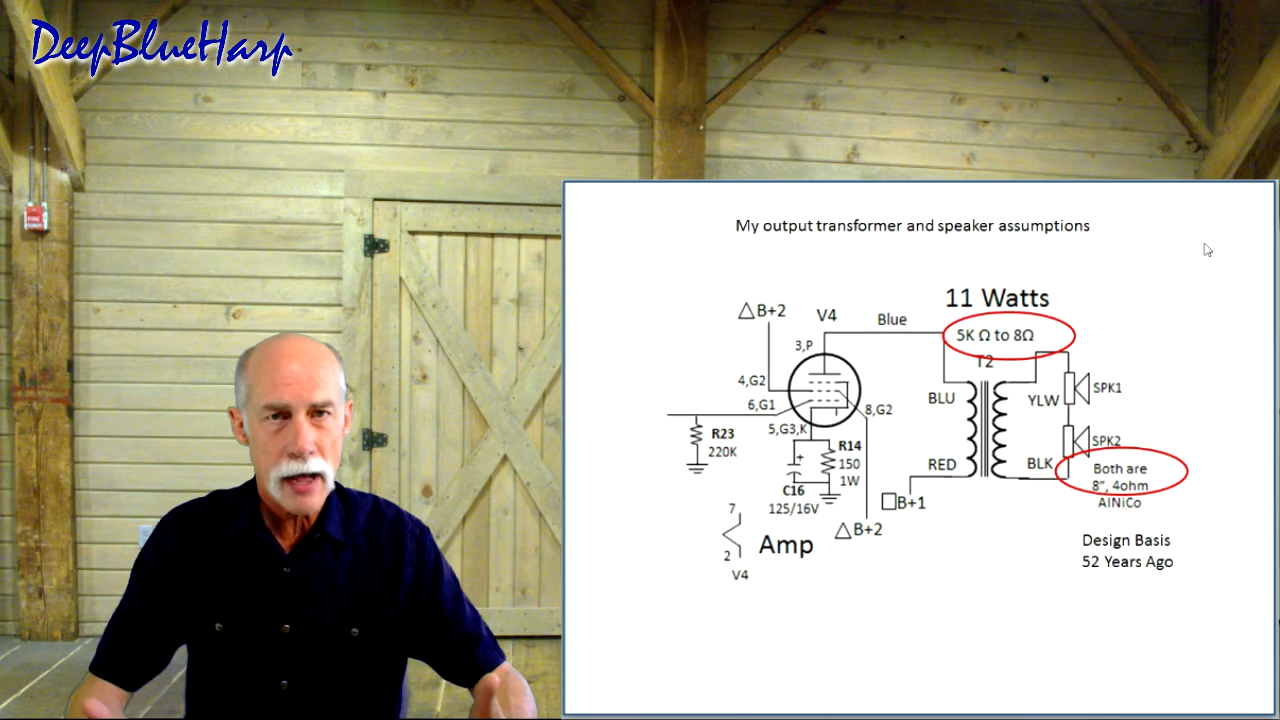 DeepBlueHarp
FIRE
My output transformer and speaker assumptions
11 Watts
△B+2
V4
Blue
5K Ω to 8Ω
3,P
T2
4,G2
BLU
YLW
SPK1
6,G1
8,G2
5,G3,K
R23
220K
R14
150
1W
SPK2
RED
BLK
Both are
8", 4ohm
AlNiCo
C16
125/16V
+
□B+1
7
△B+2
Amp
2
V4
Design Basis
52 Years Ago